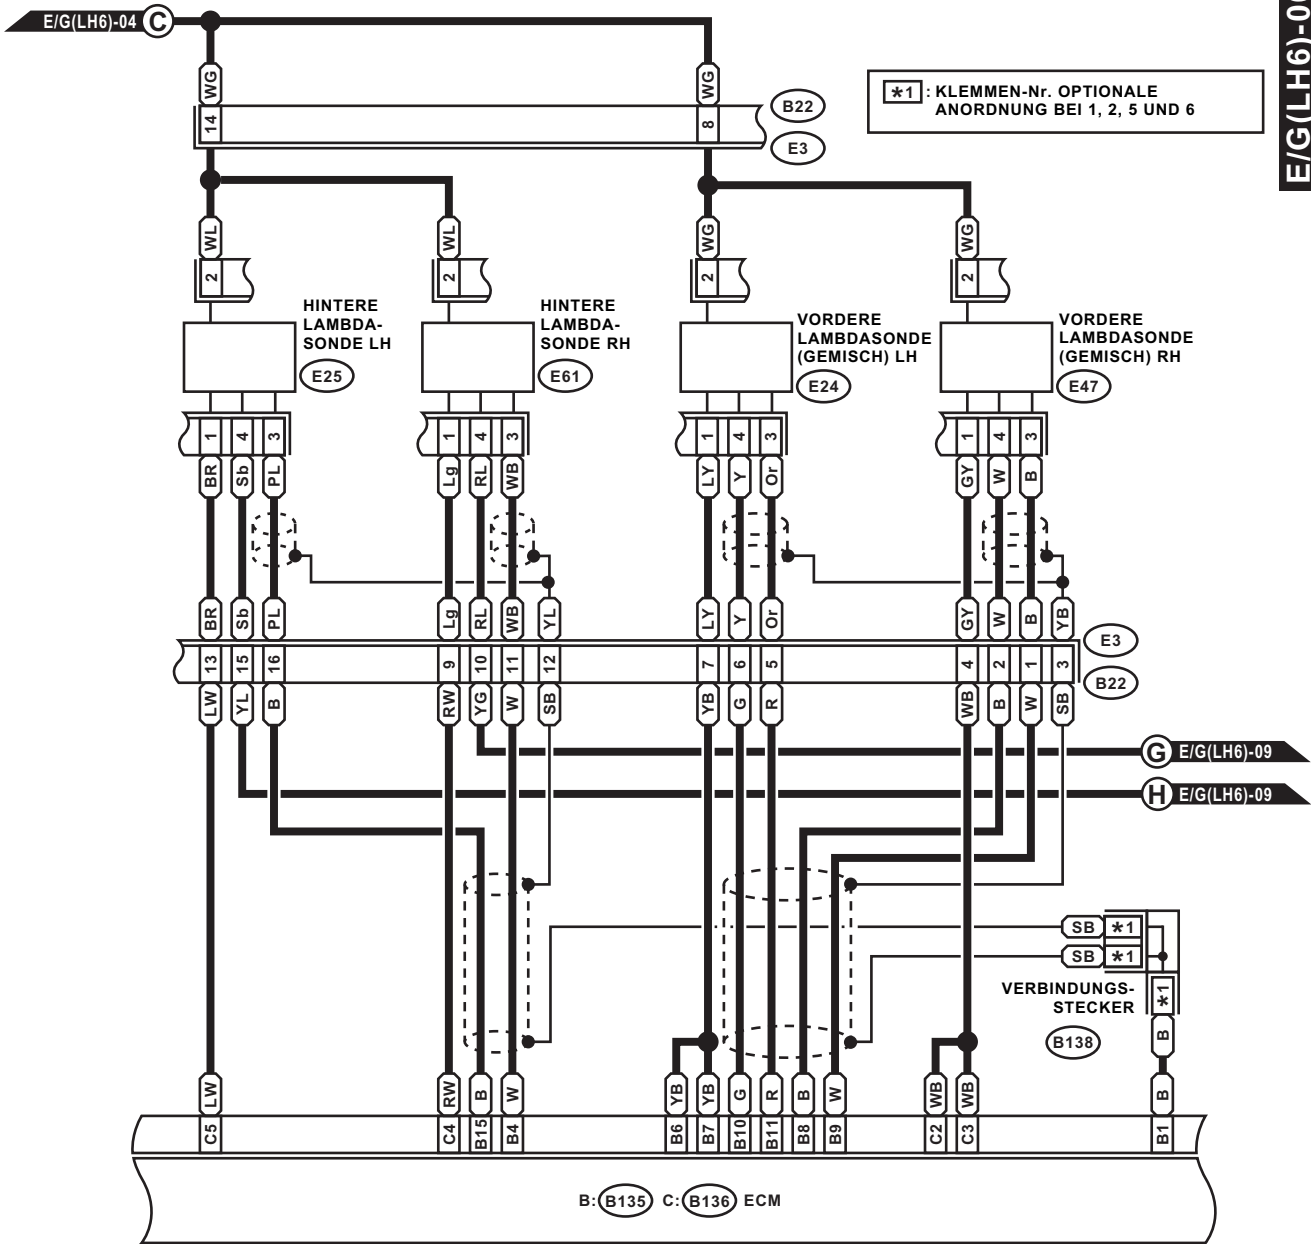 E/G(LH6)-04 C
E/G(LH6)-0
WG WG
14 8 B22
E3
*1 : KLEMMEN-Nr. OPTIONALE
ANORDNUNG BEI 1, 2, 5 UND 6
WL WL WG WG
2 2 2 2
HINTERE
LAMBDA-
SONDE LH
E25
HINTERE
LAMBDA-
SONDE RH
E61
VORDERE
LAMBDASONDE
(GEMISCH) LH
E24
VORDERE
LAMBDASONDE
(GEMISCH) RH
E47
1 4 3 1 4 3 1 4 3 1 4 3
BR Sb PL Lg RL WB LY Y Or GY W B
BR Sb PL Lg RL WB YL LY Y Or GY W B YB
E3
13 15 16 9 10 11 12 7 6 5 4 2 1 3
B22
LW YL B RW YG W SB YB G R WB B W SB
G E/G(LH6)-09
H E/G(LH6)-09
SB *1
SB *1
VERBINDUNGS-
STECKER
B138
*1
B
LW RW B W YB YB G R B W WB WB B
C5 C4 B15 B4 B6 B7 B10 B11 B8 B9 C2 C3 B1
B: B135 C: B136 ECM